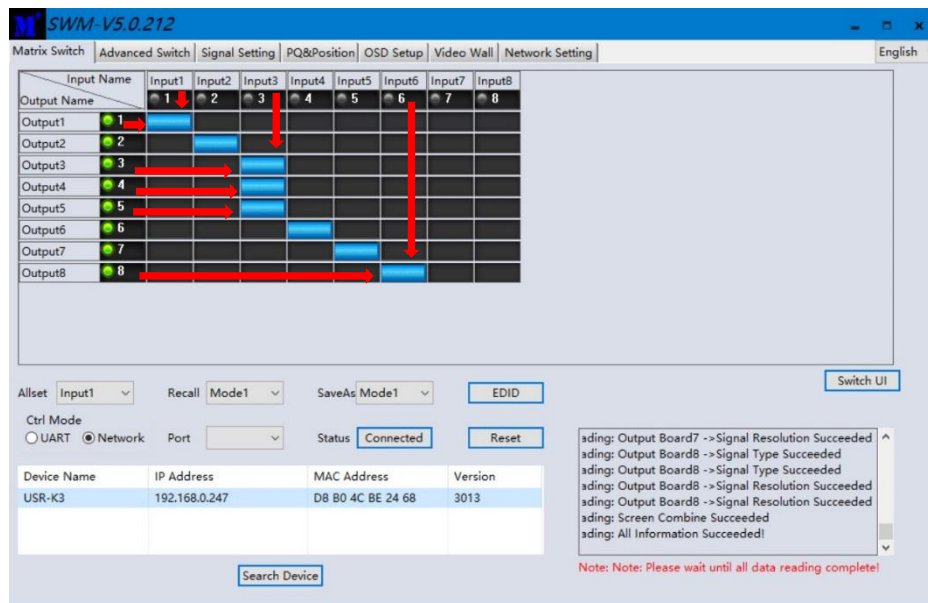 SWM-V5.0.212
Matrix Switch Advanced Switch Signal Setting PQ&Position OSD Setup Video Wall Network Setting English
Input Name Input1 Input2 Input3 Input4 Input5 Input6 Input7 Input8
Output Name 1 2 3 4 5 6 7 8
Output1 1
Output2 2
Output3 3
Output4 4
Output5 5
Output6 6
Output7 7
Output8 8
Switch UI
Allset Input1 Recall Mode1 SaveAs Mode1 EDID
Ctrl Mode
UART Network Port Status Connected Reset
Device Name IP Address MAC Address Version
USR-K3 192.168.0.247 D8 B0 4C BE 24 68 3013
Search Device
ading: Output Board7 ->Signal Resolution Succeeded
ading: Output Board8 ->Signal Type Succeeded
ading: Output Board8 ->Signal Type Succeeded
ading: Output Board8 ->Signal Resolution Succeeded
ading: Output Board8 ->Signal Resolution Succeeded
ading: Screen Combine Succeeded
ading: All Information Succeeded!
Note: Note: Please wait until all data reading complete!